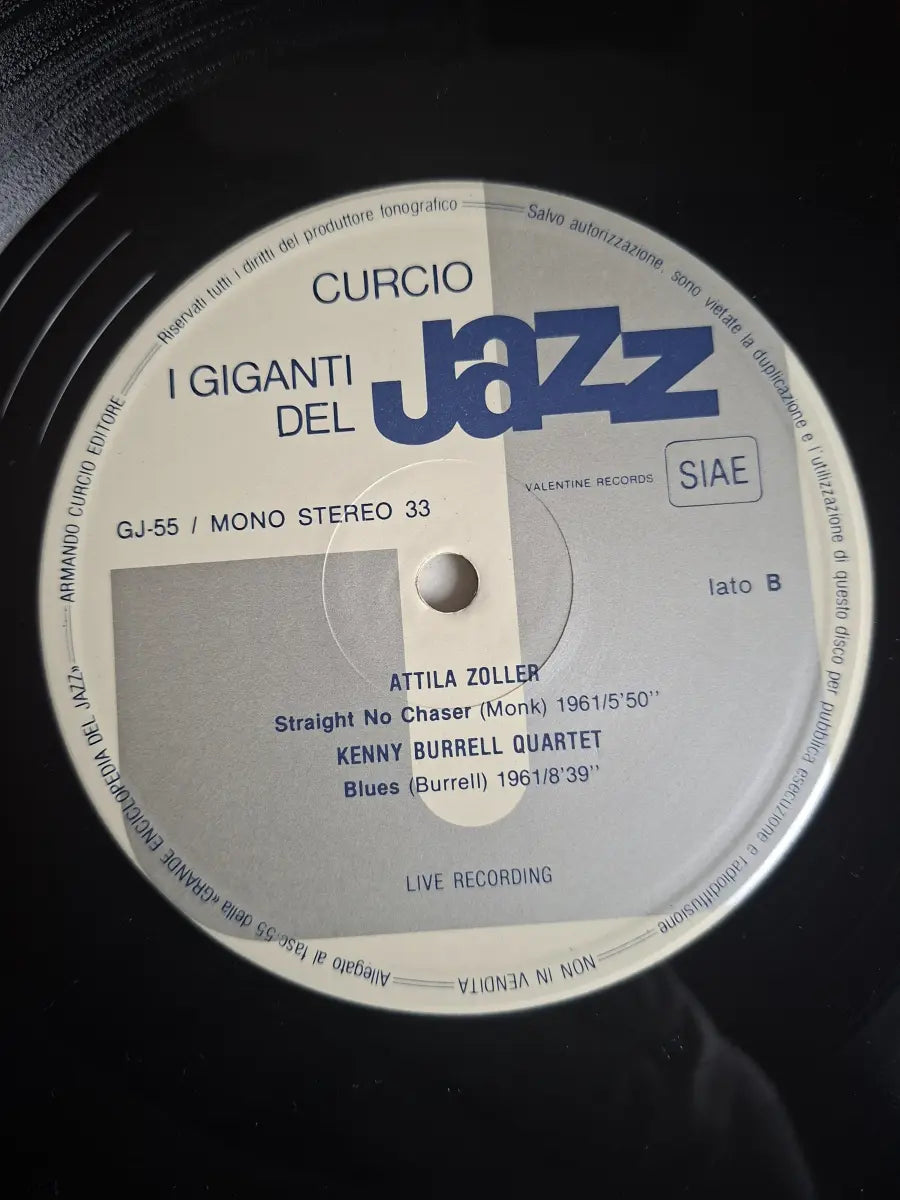 CURCIO
I GIGANTI
DEL
Jazz
VALENTINE RECORDS
SIAE
GJ-55 / MONO STEREO 33
lato B
ATTILA ZOLLER
Straight No Chaser (Monk) 1961/5'50''
KENNY BURRELL QUARTET
Blues (Burrell) 1961/8'39''
LIVE RECORDING
Riservati tutti i diritti del produttore fonografico
Salvo autorizzazione, sono vietate la duplicazione e l'utilizzazione di questo disco per pubblica esecuzione e radiodiffusione
NON IN VENDITA
Allegato al fasc. 55 della «GRANDE ENCICLOPEDIA DEL JAZZ»
ARMANDO CURCIO EDITORE